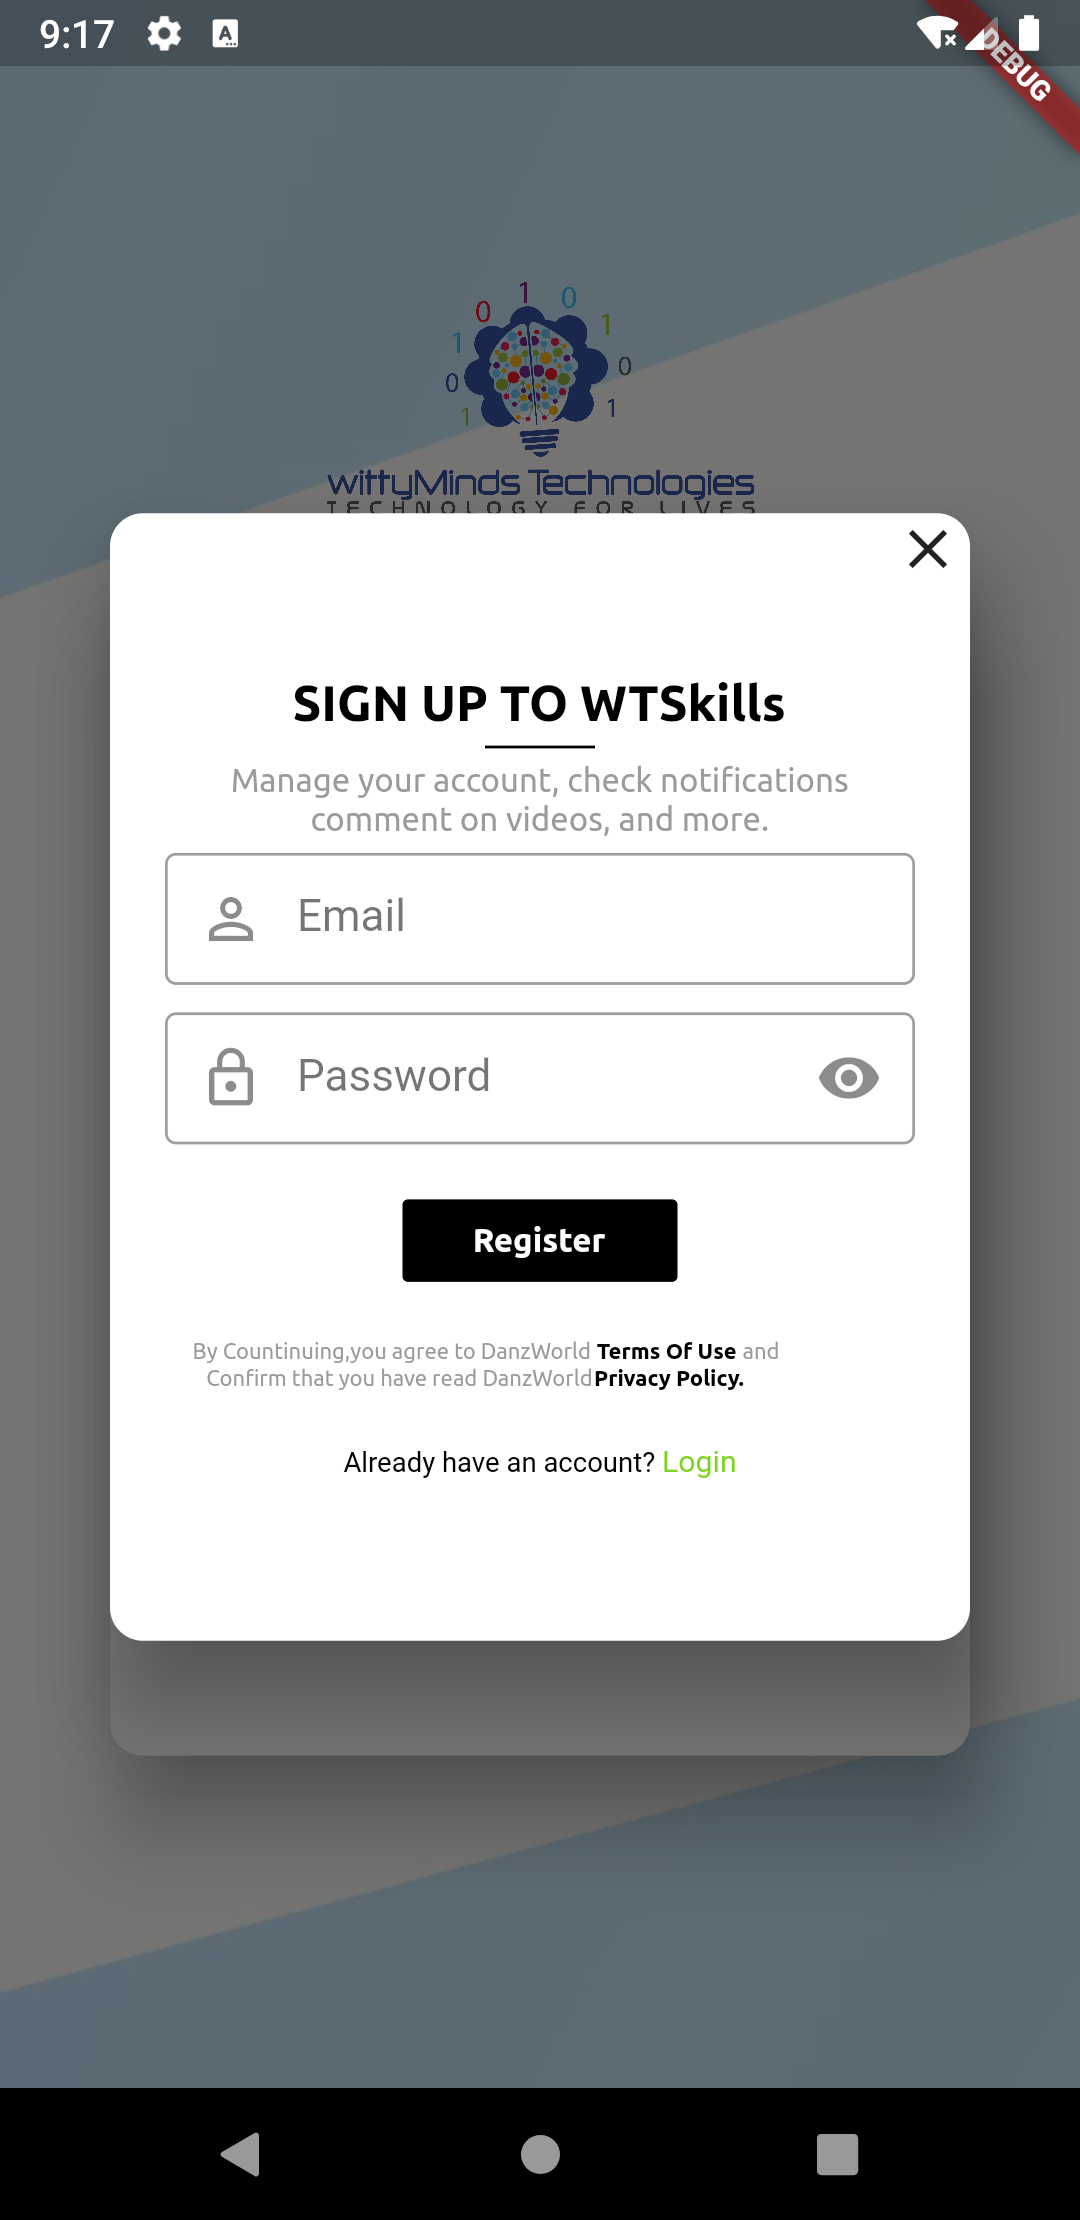 9:17
A
DEBUG
1
0
0
1
1
0
0
1
1
wittyMinds Technologies
TECHNOLOGY FOR LIVES
SIGN UP TO WTSkills
Manage your account, check notifications
comment on videos, and more.
Email
Password
Register
By Countinuing,you agree to DanzWorld Terms Of Use and
Confirm that you have read DanzWorldPrivacy Policy.
Already have an account? Login